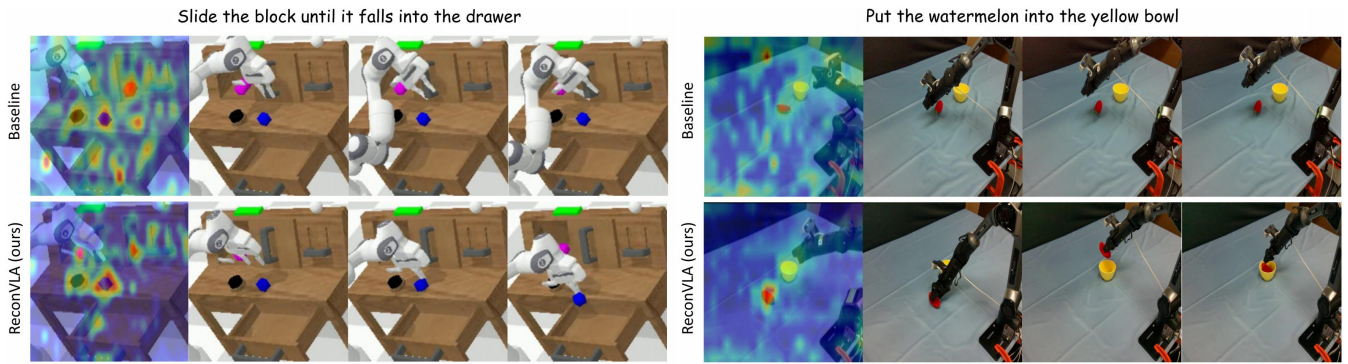 Slide the block until it falls into the drawer
Put the watermelon into the yellow bowl
Baseline
Baseline
ReconVLA (ours)
ReconVLA (ours)